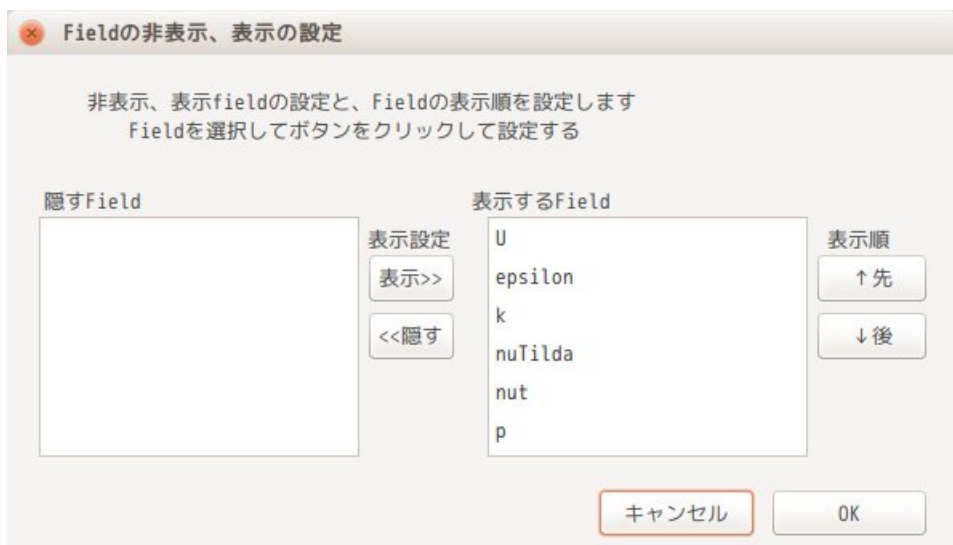 Fieldの非表示、表示の設定
非表示、表示fieldの設定と、Fieldの表示順を設定します
Fieldを選択してボタンをクリックして設定する
隠すField
表示するField
表示設定
表示>>
<<隠す
U
epsilon
k
nuTilda
nut
p
表示順
↑先
↓後
キャンセル
OK